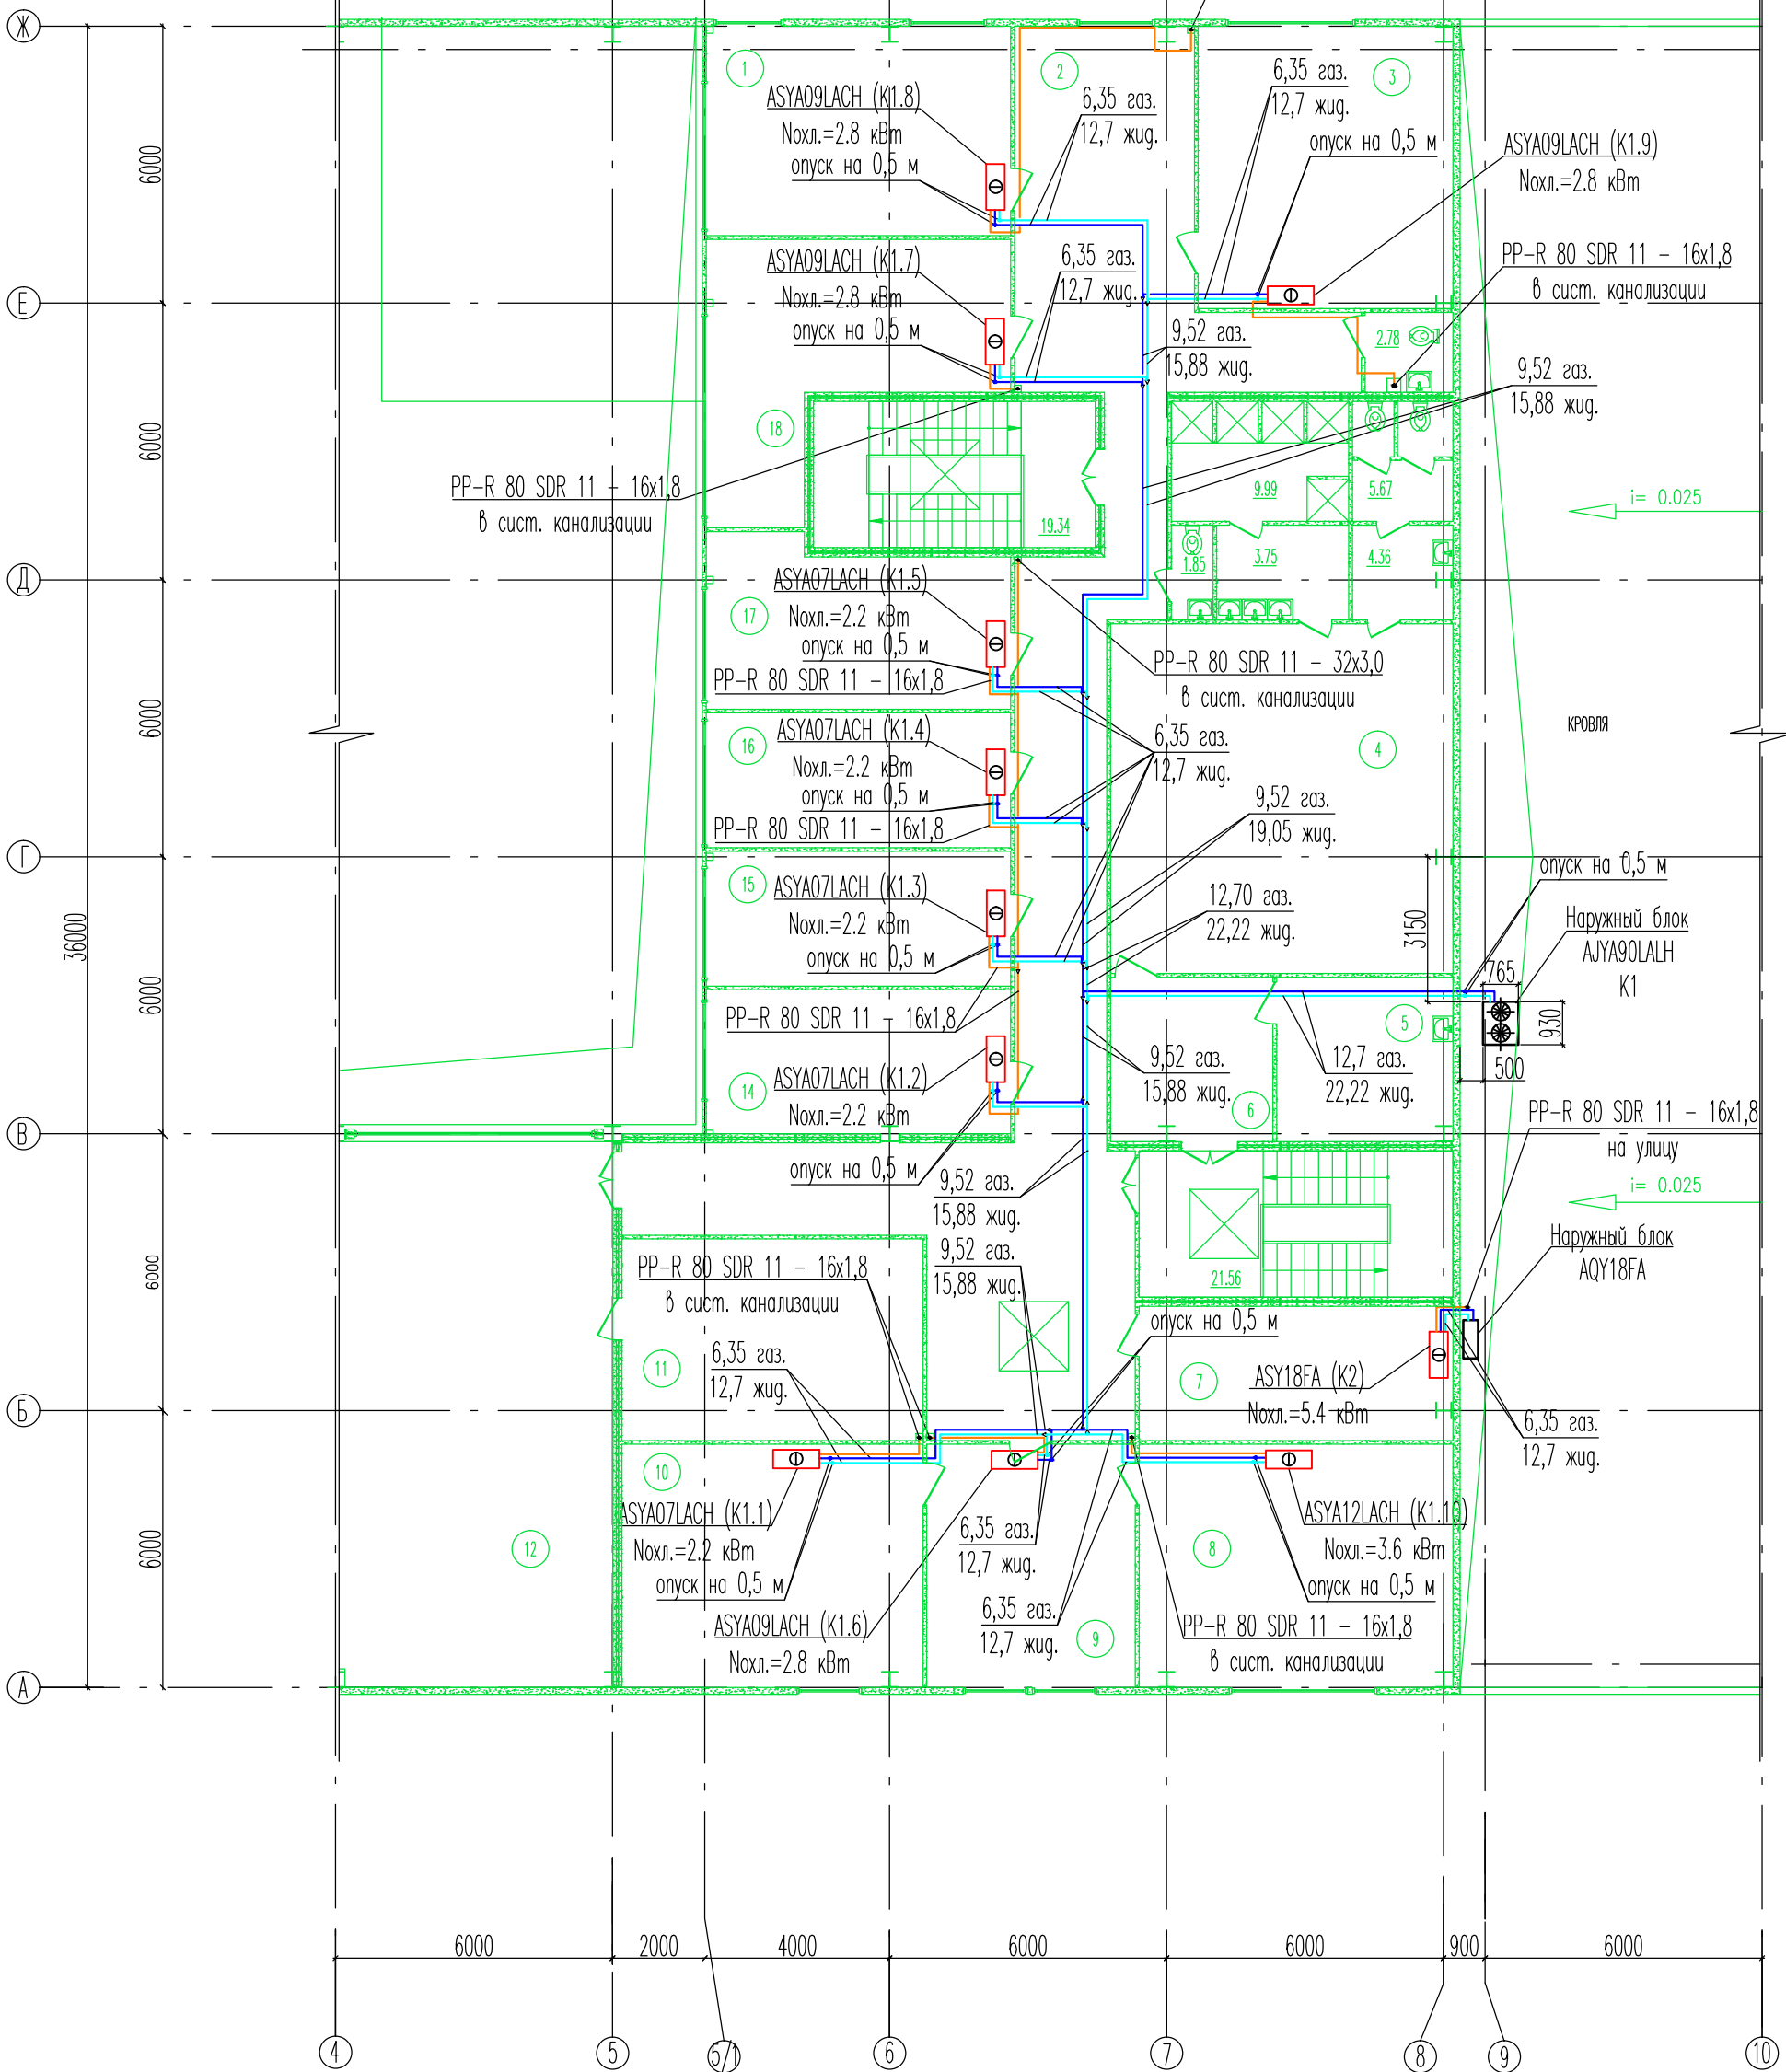 Ж
1
2
3
6,35 газ.
12,7 жид.
ASYA09LACH (K1.8)
Nохл.=2.8 кВт
опуск на 0,5 м
6,35 газ.
12,7 жид.
опуск на 0,5 м
ASYA09LACH (K1.9)
Nохл.=2.8 кВт
6000
ASYA09LACH (K1.7)
Nохл.=2.8 кВт
опуск на 0,5 м
6,35 газ.
12,7 жид.
PP-R 80 SDR 11 - 16x1,8
в сист. канализации
Е
9,52 газ.
15,88 жид.
2.78
9,52 газ.
15,88 жид.
6000
18
PP-R 80 SDR 11 - 16x1,8
в сист. канализации
19.34
9.99
5.67
i= 0.025
1.85
3.75
4.36
Д
ASYA07LACH (K1.5)
Nохл.=2.2 кВт
17
опуск на 0,5 м
PP-R 80 SDR 11 - 16x1,8
PP-R 80 SDR 11 - 32x3,0
в сист. канализации
6000
16
ASYA07LACH (K1.4)
Nохл.=2.2 кВт
опуск на 0,5 м
PP-R 80 SDR 11 - 16x1,8
6,35 газ.
12,7 жид.
4
КРОВЛЯ
9,52 газ.
19,05 жид.
Г
15
ASYA07LACH (K1.3)
Nохл.=2.2 кВт
опуск на 0,5 м
12,70 газ.
22,22 жид.
3150
опуск на 0,5 м
Наружный блок
AJYA90LALH
K1
36000
6000
765
930
500
PP-R 80 SDR 11 - 16x1,8
5
14
ASYA07LACH (K1.2)
Nохл.=2.2 кВт
9,52 газ.
15,88 жид.
12,7 газ.
22,22 жид.
6
PP-R 80 SDR 11 - 16x1,8
на улицу
В
опуск на 0,5 м
9,52 газ.
15,88 жид.
i= 0.025
6000
PP-R 80 SDR 11 - 16x1,8
в сист. канализации
9,52 газ.
15,88 жид.
21.56
Наружный блок
AQY18FA
опуск на 0,5 м
11
6,35 газ.
12,7 жид.
7
ASY18FA (K2)
Nохл.=5.4 кВт
6,35 газ.
12,7 жид.
Б
10
12
ASYA07LACH (K1.1)
Nохл.=2.2 кВт
опуск на 0,5 м
6,35 газ.
12,7 жид.
8
ASYA12LACH (K1.10)
Nохл.=3.6 кВт
опуск на 0,5 м
6000
ASYA09LACH (K1.6)
Nохл.=2.8 кВт
6,35 газ.
12,7 жид.
9
PP-R 80 SDR 11 - 16x1,8
в сист. канализации
А
6000
2000
4000
6000
6000
900
6000
4
5
5/1
6
7
8
9
10